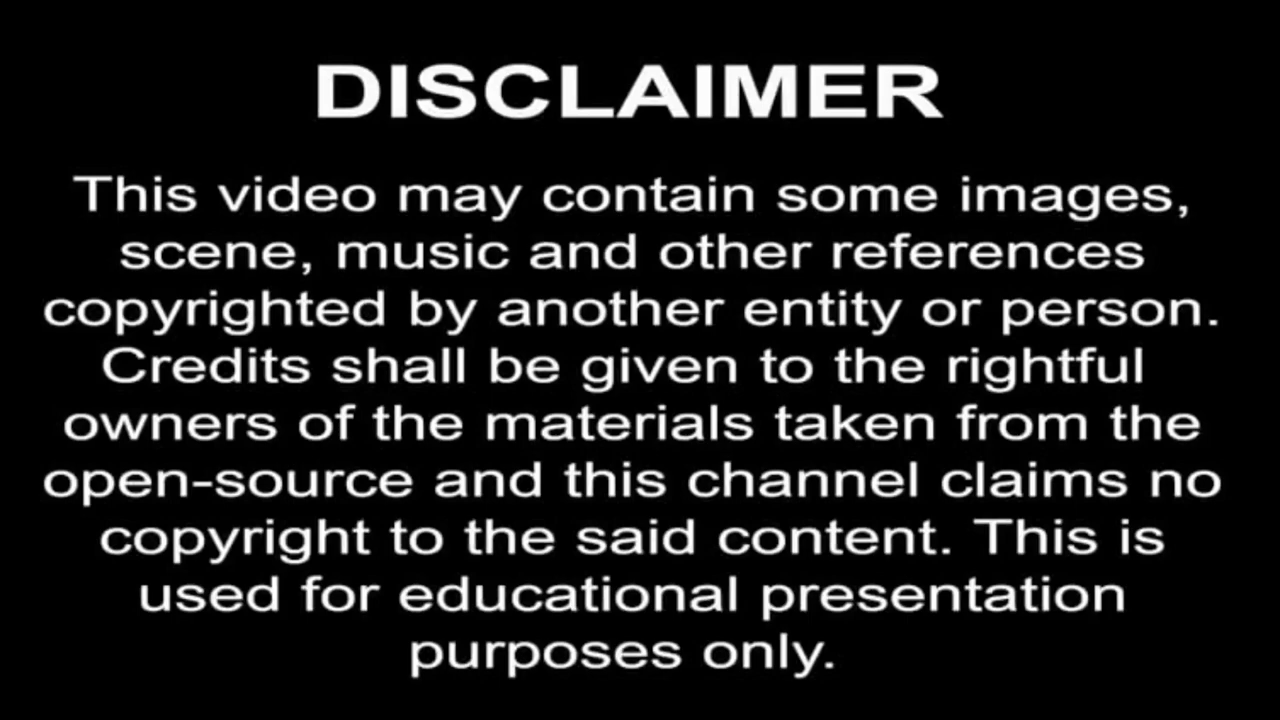 DISCLAIMER
This video may contain some images,
scene, music and other references
copyrighted by another entity or person.
Credits shall be given to the rightful
owners of the materials taken from the
open-source and this channel claims no
copyright to the said content. This is
used for educational presentation
purposes only.